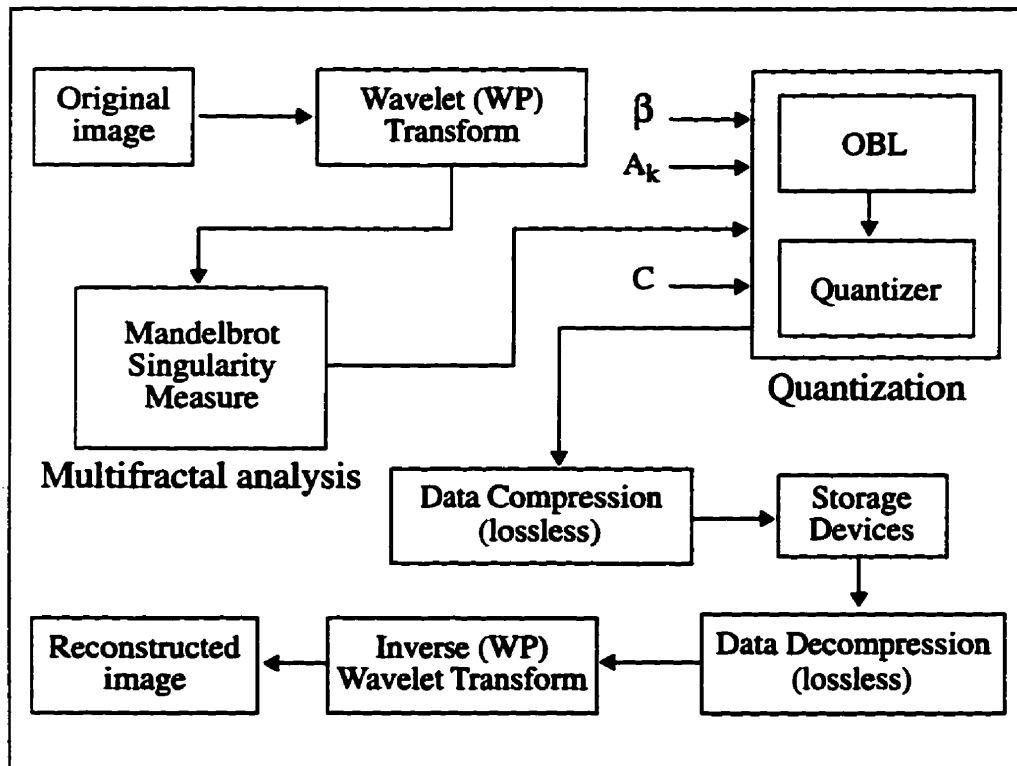 Original
image
Wavelet (WP)
Transform
β
A_k
C
OBL
Quantizer
Quantization
Mandelbrot
Singularity
Measure
Multifractal analysis
Data Compression
(lossless)
Storage
Devices
Reconstructed
image
Inverse (WP)
Wavelet Transform
Data Decompression
(lossless)